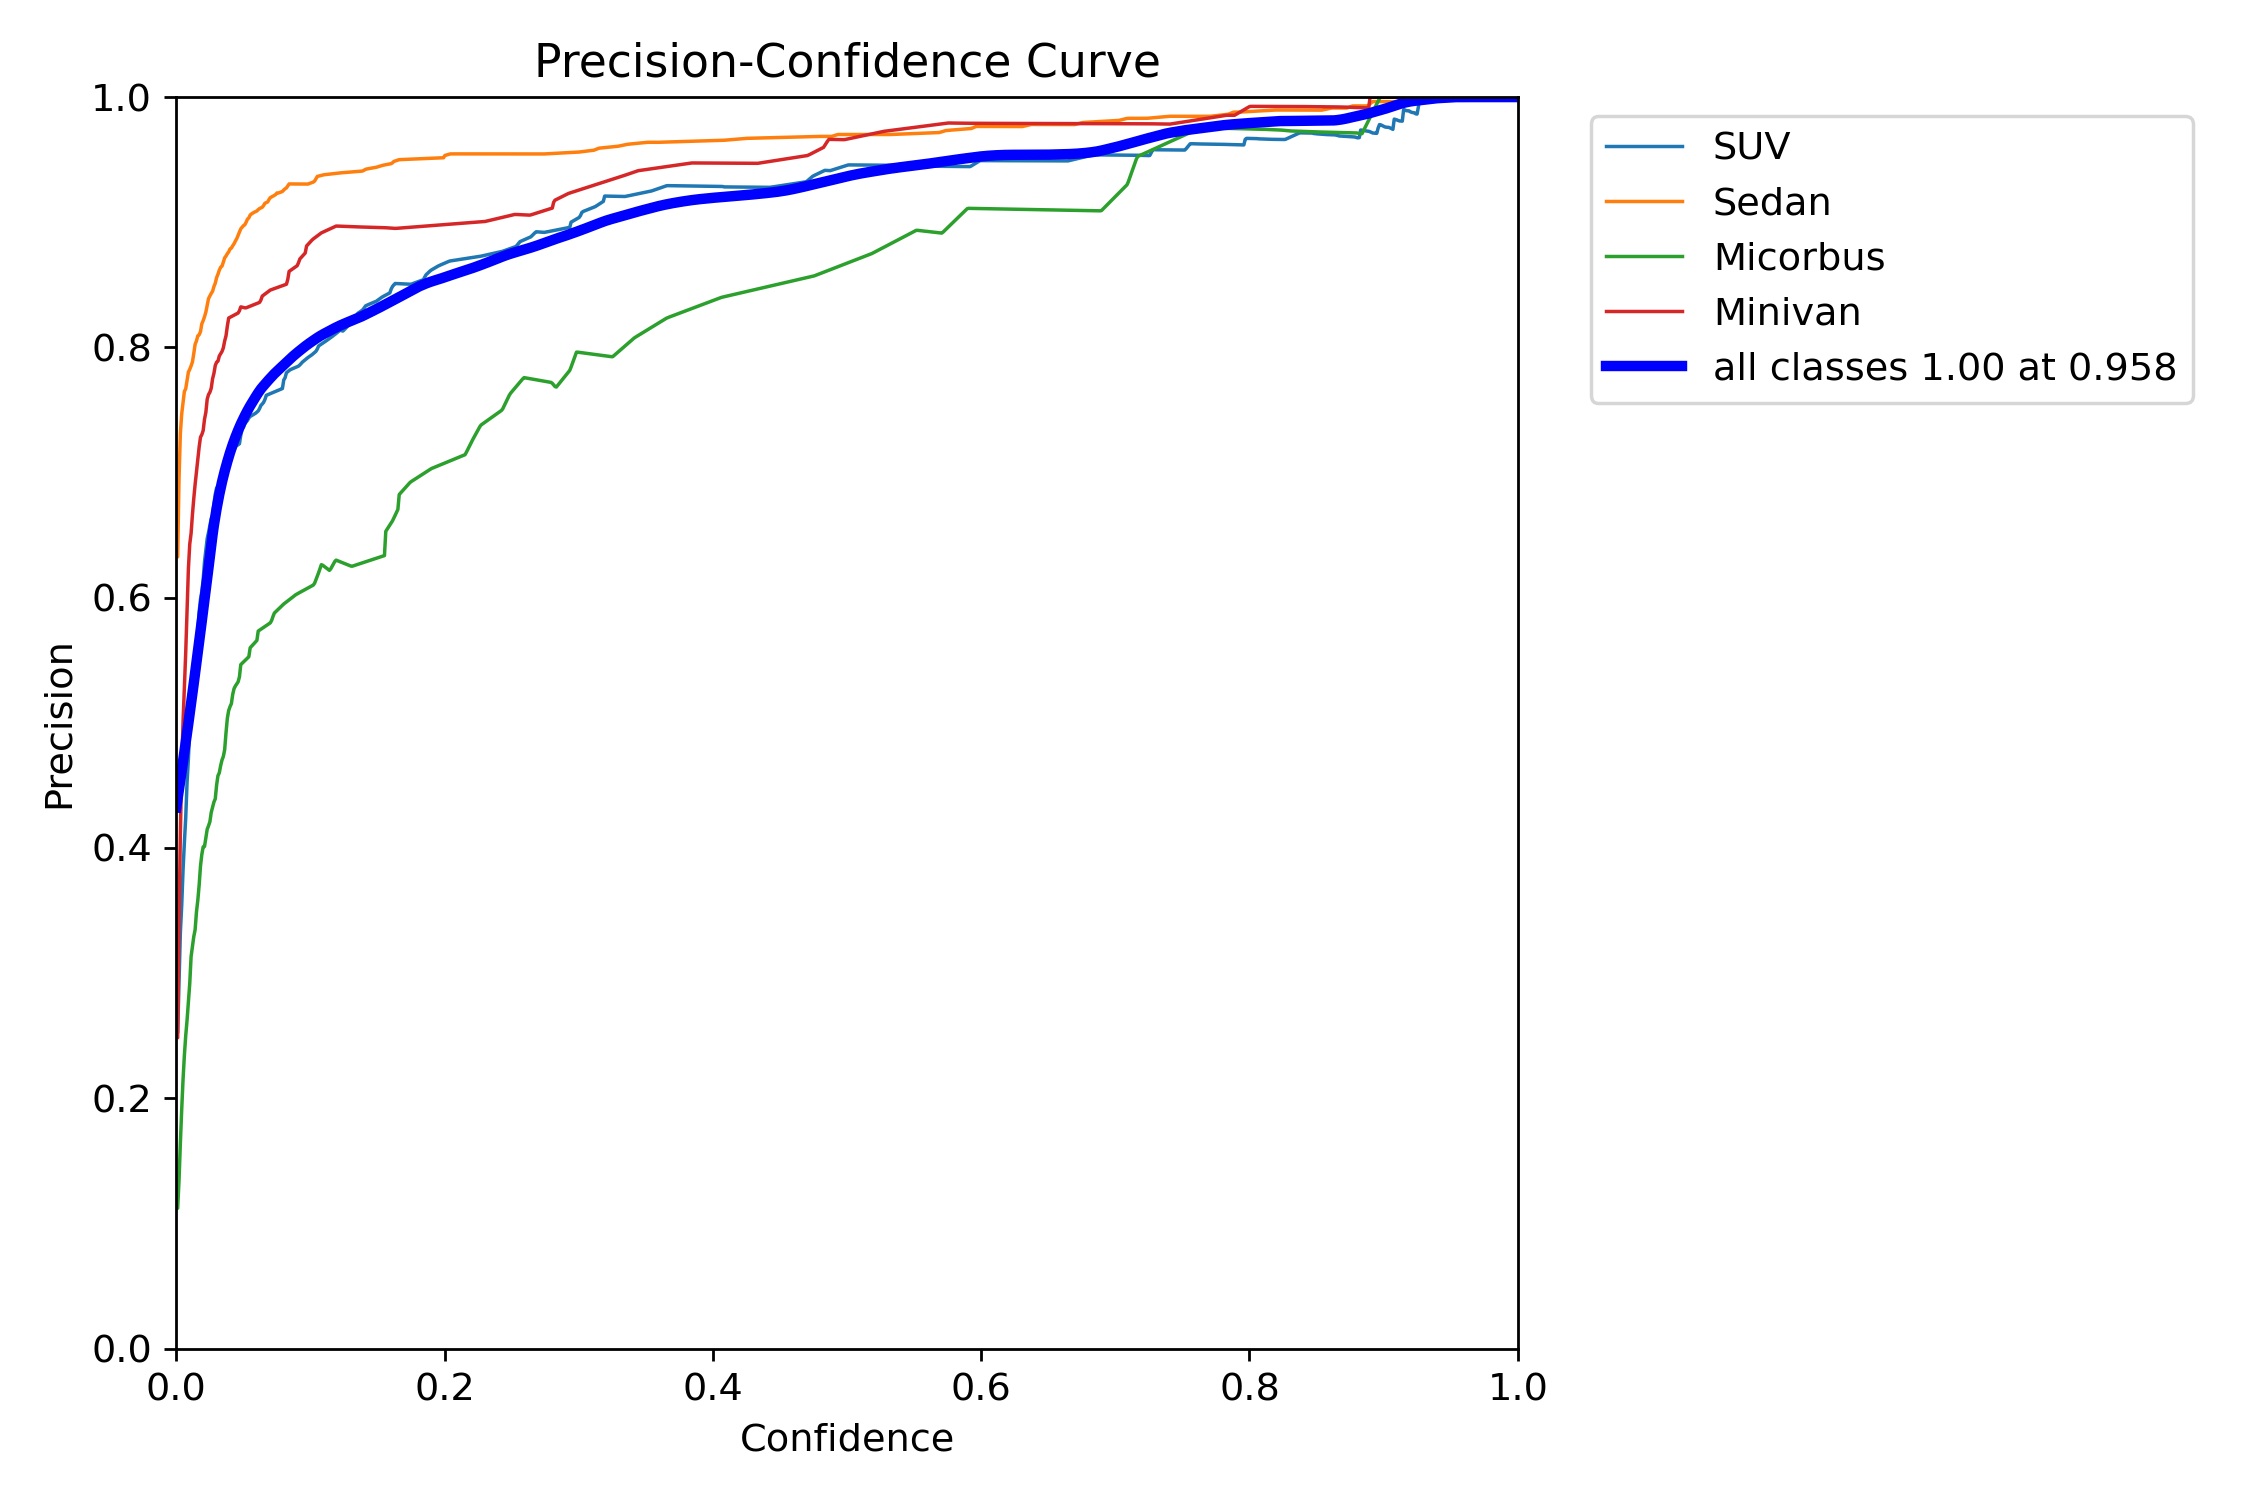 Precision-Confidence Curve
1.0
0.8
0.6
0.4
0.2
0.0
Precision
0.0 0.2 0.4 0.6 0.8 1.0
Confidence
SUV
Sedan
Micorbus
Minivan
all classes 1.00 at 0.958